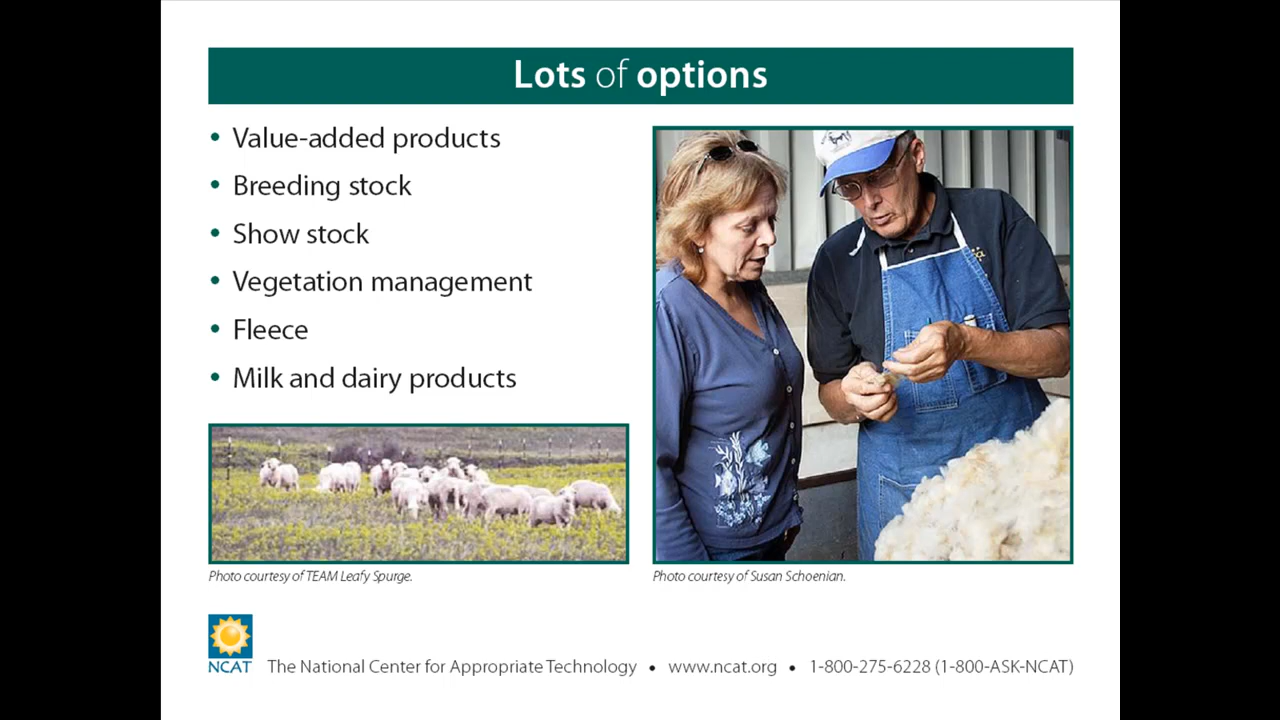 Lots of options
• Value-added products
• Breeding stock
• Show stock
• Vegetation management
• Fleece
• Milk and dairy products
Photo courtesy of TEAM Leafy Spurge.
Photo courtesy of Susan Schoenian.
NCAT
The National Center for Appropriate Technology • www.ncat.org • 1-800-275-6228 (1-800-ASK-NCAT)